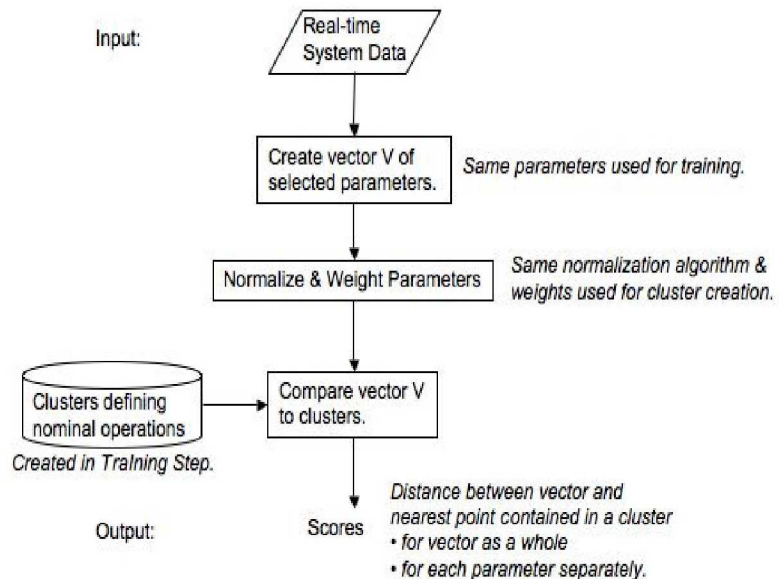 Input:
Real-time
System Data
Create vector V of
selected parameters.
Same parameters used for training.
Normalize & Weight Parameters
Same normalization algorithm &
weights used for cluster creation.
Clusters defining
nominal operations
Created in Training Step.
Compare vector V
to clusters.
Output:
Scores
Distance between vector and
nearest point contained in a cluster
• for vector as a whole
• for each parameter separately.